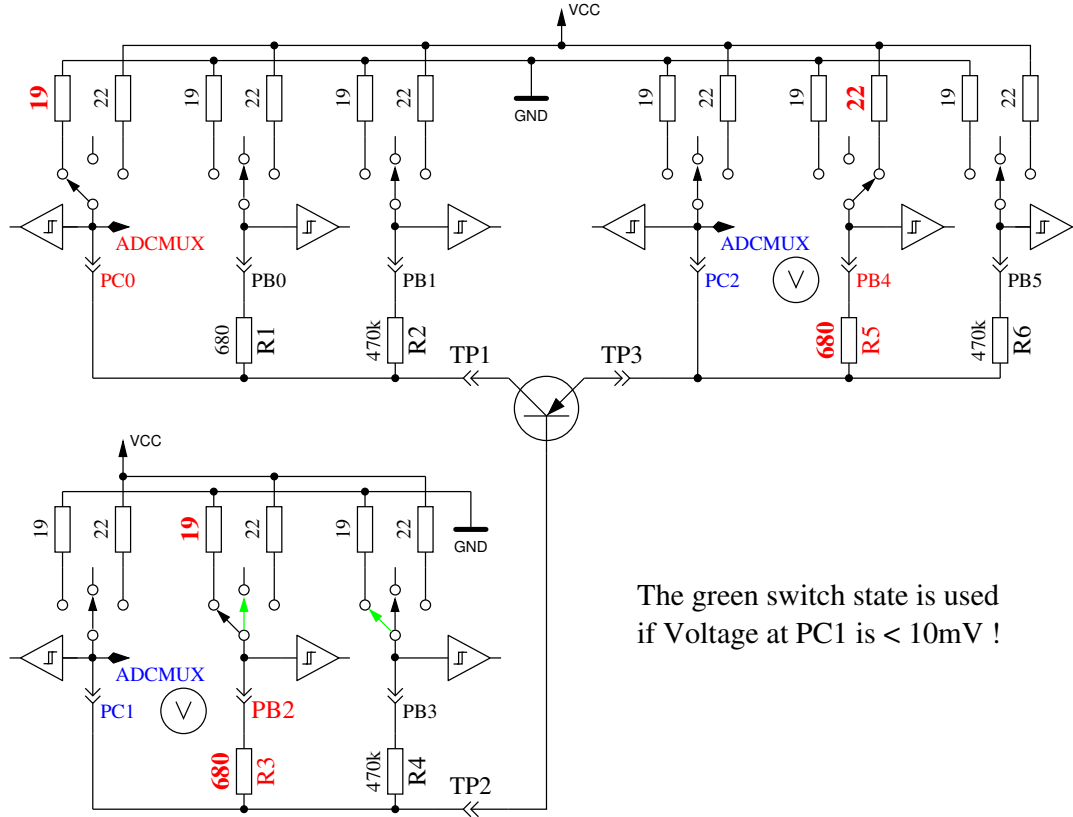 VCC
19
22
19
22
19
22
GND
19
22
19
22
19
22
ADCMUX
PC0
PB0
PB1
ADCMUX
PC2
V
PB4
PB5
680
R1
470k
R2
TP1
TP3
680
R5
470k
R6
VCC
19
22
19
22
19
22
GND
The green switch state is used
if Voltage at PC1 is < 10mV !
ADCMUX
PC1
V
PB2
PB3
680
R3
470k
R4
TP2